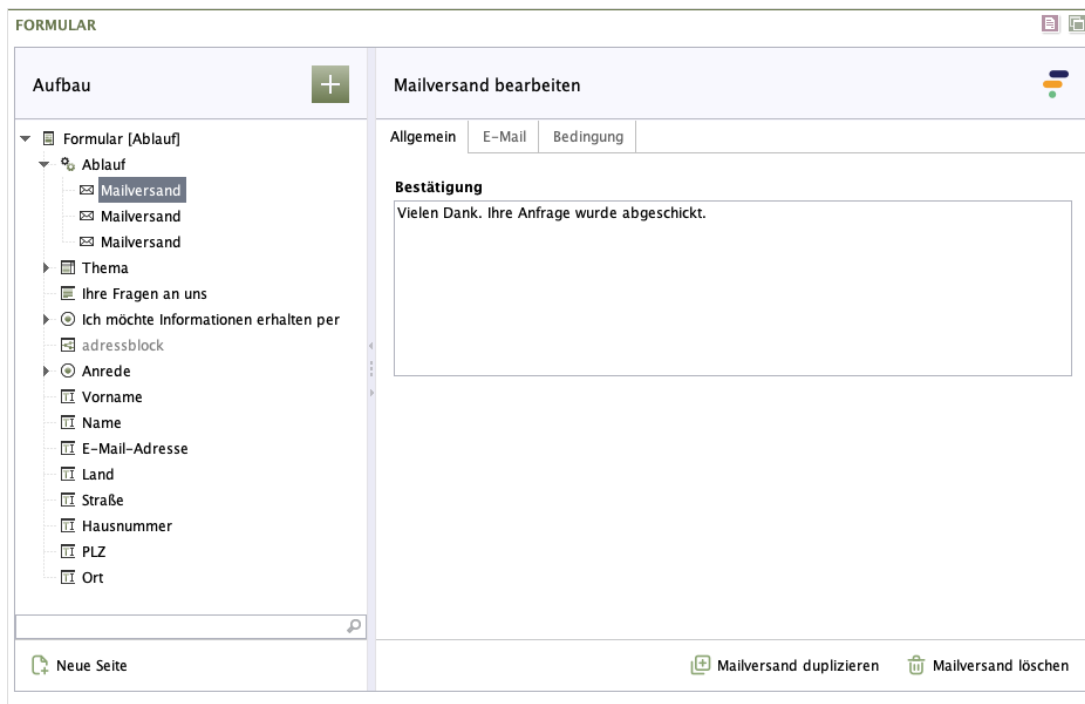 FORMULAR
Aufbau
Formular [Ablauf]
Ablauf
Mailversand
Mailversand
Mailversand
Thema
Ihre Fragen an uns
Ich möchte Informationen erhalten per
adressblock
Anrede
Vorname
Name
E-Mail-Adresse
Land
Straße
Hausnummer
PLZ
Ort
Neue Seite
Mailversand bearbeiten
Allgemein
E-Mail
Bedingung
Bestätigung
Vielen Dank. Ihre Anfrage wurde abgeschickt.
Mailversand duplizieren
Mailversand löschen